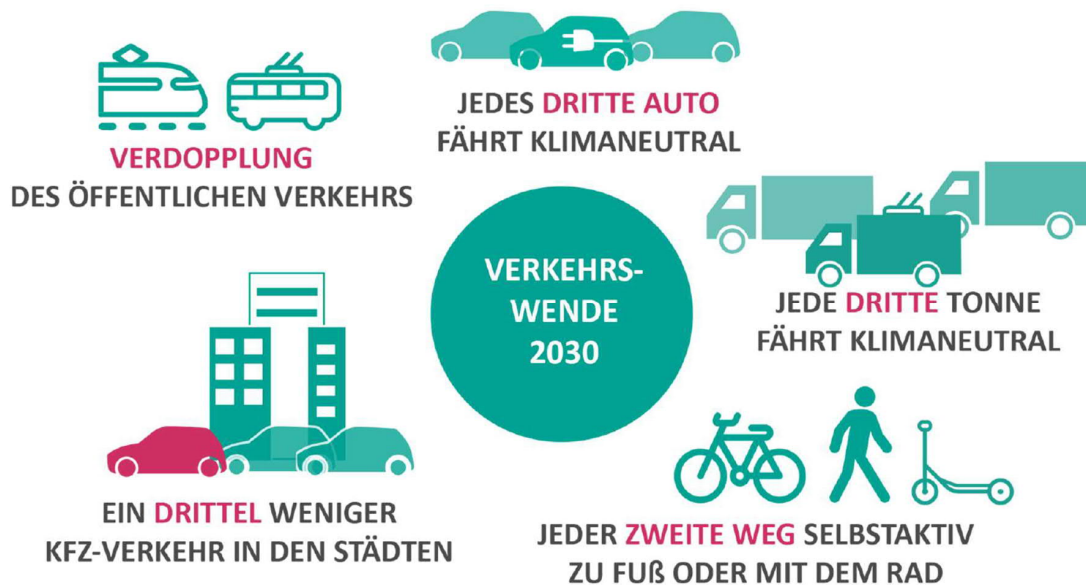 VERDOPPLUNG
DES ÖFFENTLICHEN VERKEHRS
JEDES DRITTE AUTO
FÄHRT KLIMANEUTRAL
VERKEHRS-
WENDE
2030
JEDE DRITTE TONNE
FÄHRT KLIMANEUTRAL
EIN DRITTEL WENIGER
KFZ-VERKEHR IN DEN STÄDTEN
JEDER ZWEITE WEG SELBSTAKTIV
ZU FUß ODER MIT DEM RAD